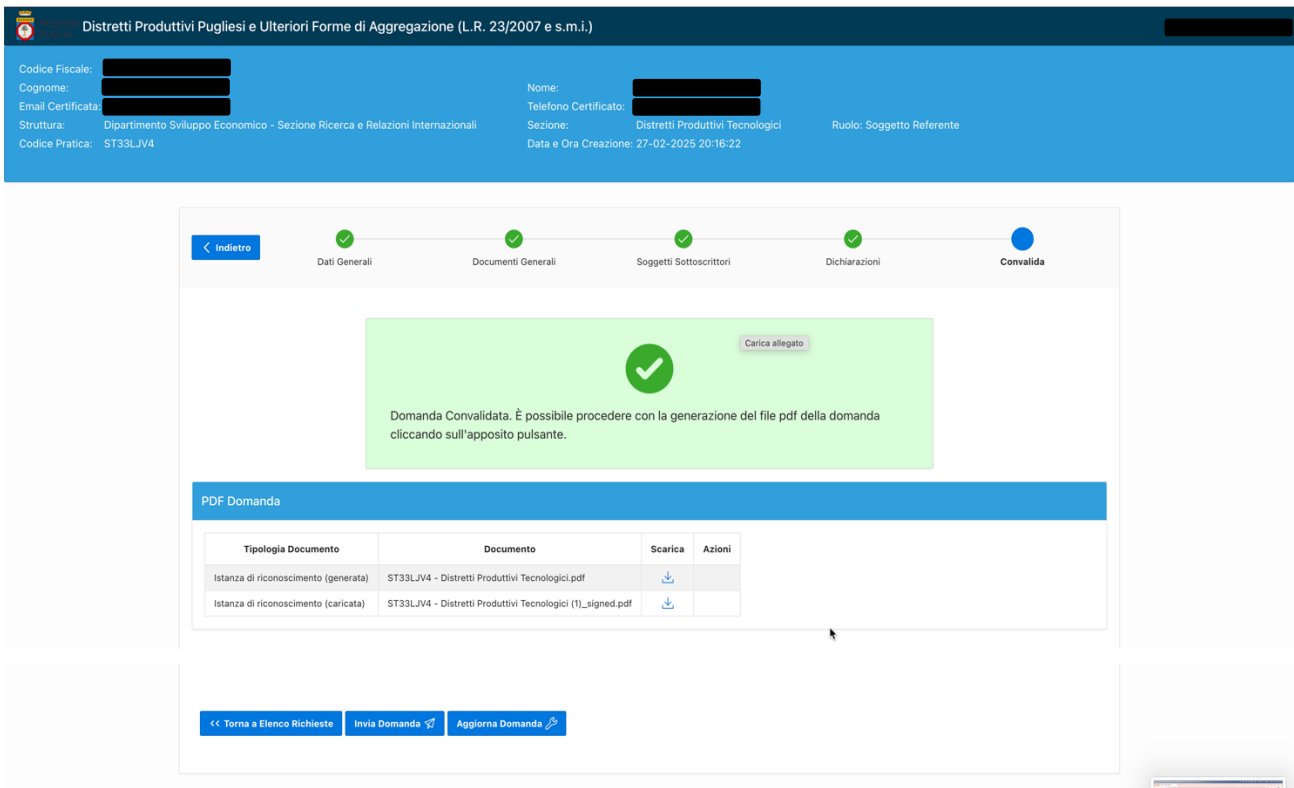 Distretti Produttivi Pugliesi e Ulteriori Forme di Aggregazione (L.R. 23/2007 e s.m.i.)
Codice Fiscale:
Cognome:
Nome:
Email Certificata:
Telefono Certificato:
Struttura: Dipartimento Sviluppo Economico - Sezione Ricerca e Relazioni Internazionali
Sezione: Distretti Produttivi Tecnologici
Ruolo: Soggetto Referente
Codice Pratica: ST33LJV4
Data e Ora Creazione: 27-02-2025 20:16:22
Indietro
Dati Generali
Documenti Generali
Soggetti Sottoscrittori
Dichiarazioni
Convalida
Carica allegato
Domanda Convalidata. È possibile procedere con la generazione del file pdf della domanda
cliccando sull'apposito pulsante.
PDF Domanda
Tipologia Documento Documento Scarica Azioni
Istanza di riconoscimento (generata) ST33LJV4 - Distretti Produttivi Tecnologici.pdf
Istanza di riconoscimento (caricata) ST33LJV4 - Distretti Produttivi Tecnologici (1)_signed.pdf
<< Torna a Elenco Richieste
Invia Domanda
Aggiorna Domanda